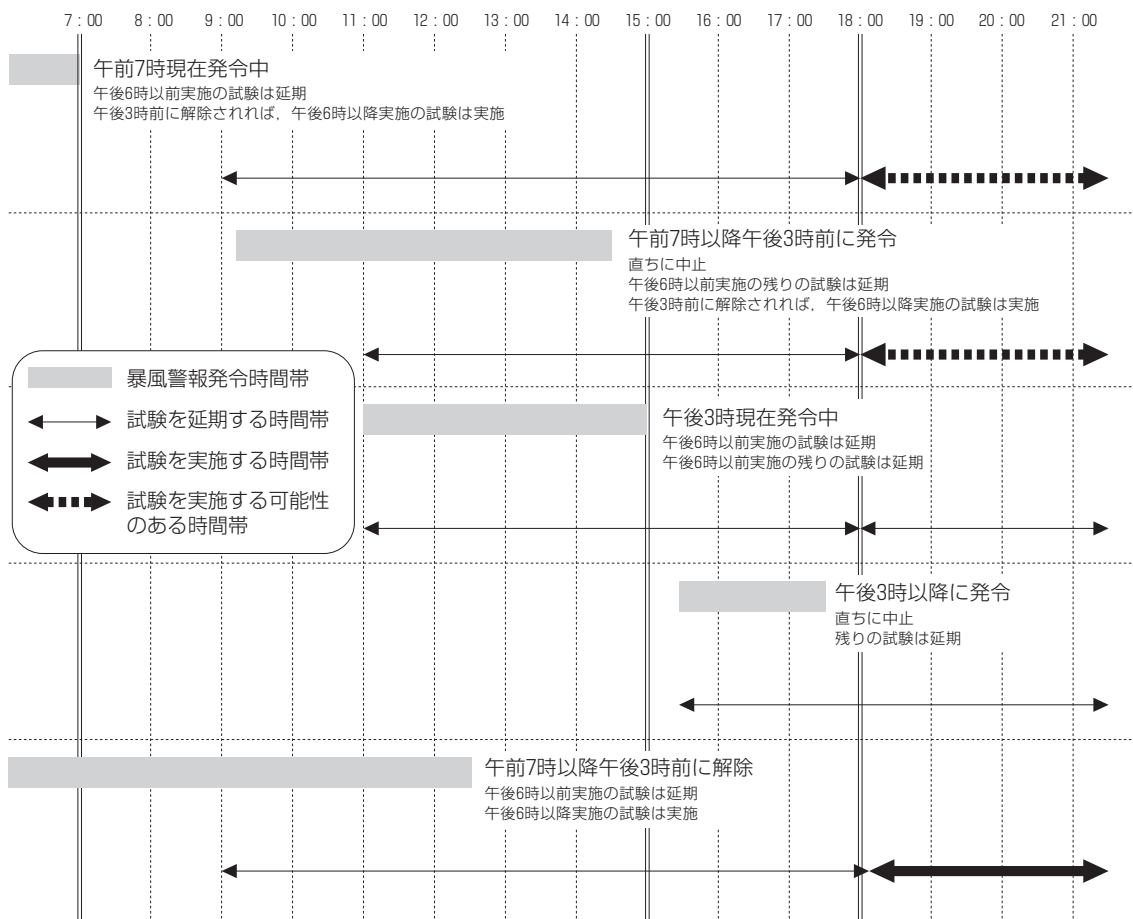 7：00 8：00 9：00 10：00 11：00 12：00 13：00 14：00 15：00 16：00 17：00 18：00 19：00 20：00 21：00
午前7時現在発令中
午後6時以前実施の試験は延期
午後3時前に解除されれば，午後6時以降実施の試験は実施
午前7時以降午後3時前に発令
直ちに中止
午後6時以前実施の残りの試験は延期
午後3時前に解除されれば，午後6時以降実施の試験は実施
暴風警報発令時間帯
試験を延期する時間帯
試験を実施する時間帯
試験を実施する可能性
のある時間帯
午後3時現在発令中
午後6時以前実施の試験は延期
午後6時以前実施の残りの試験は延期
午後3時以降に発令
直ちに中止
残りの試験は延期
午前7時以降午後3時前に解除
午後6時以前実施の試験は延期
午後6時以降実施の試験は実施